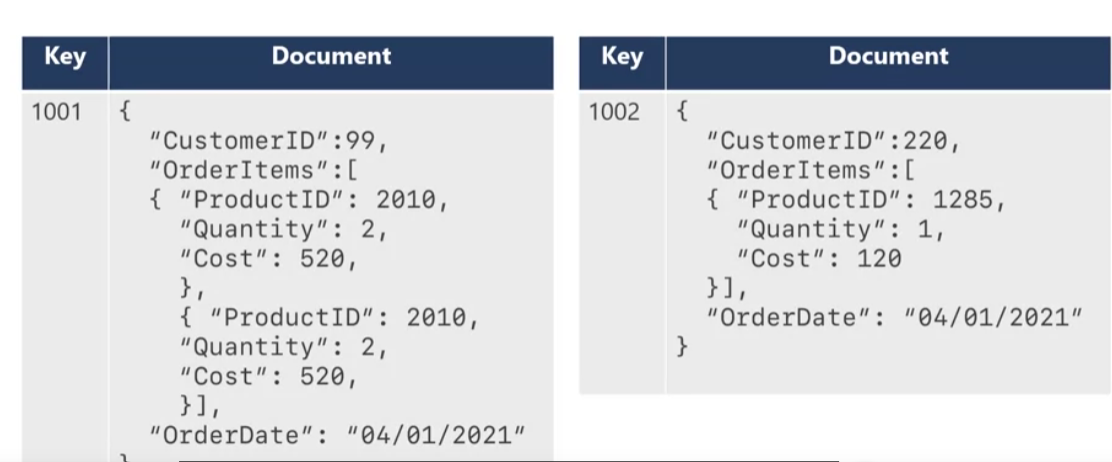 Key Document
1001 {
"CustomerID":99,
"OrderItems":[
{ "ProductID": 2010,
"Quantity": 2,
"Cost": 520,
},
{ "ProductID": 2010,
"Quantity": 2,
"Cost": 520,
}],
"OrderDate": "04/01/2021"
}
Key Document
1002 {
"CustomerID":220,
"OrderItems":[
{ "ProductID": 1285,
"Quantity": 1,
"Cost": 120
}],
"OrderDate": "04/01/2021"
}